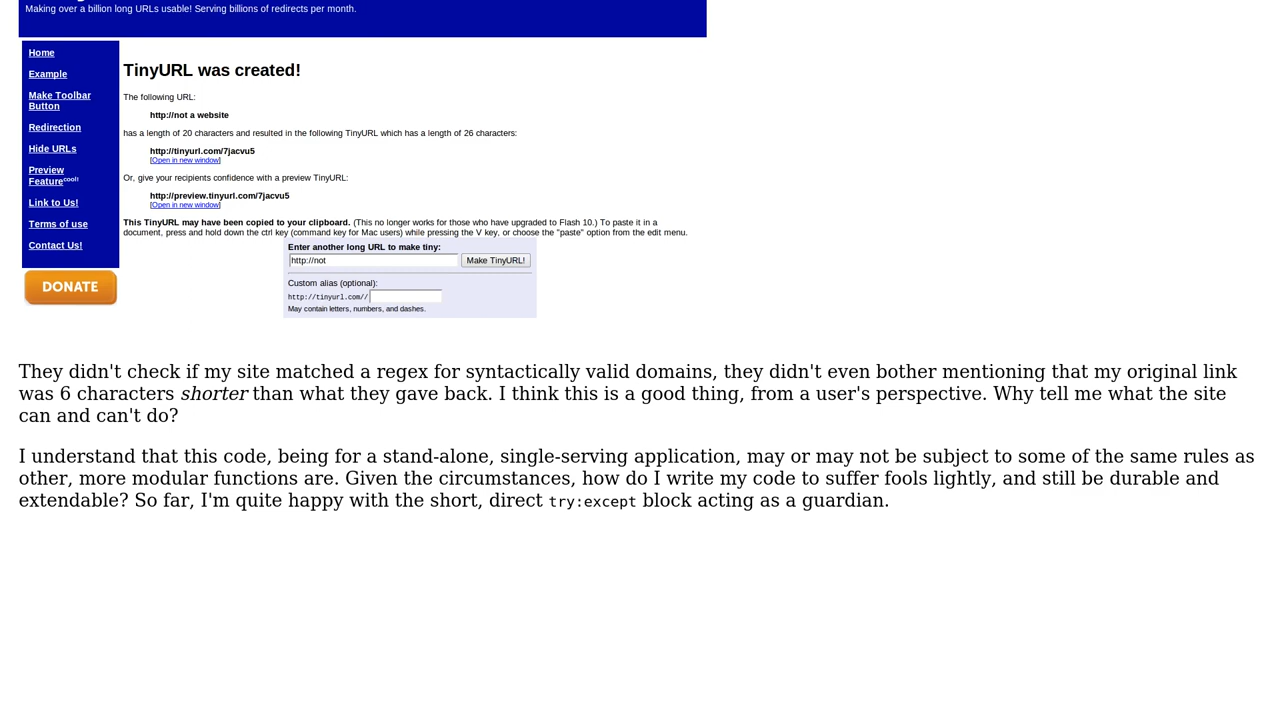 Making over a billion long URLs usable! Serving billions of redirects per month.
Home
Example
Make Toolbar
Button
Redirection
Hide URLs
Preview
Featurecool!
Link to Us!
Terms of use
Contact Us!
DONATE
TinyURL was created!
The following URL:
http://not a website
has a length of 20 characters and resulted in the following TinyURL which has a length of 26 characters:
http://tinyurl.com/7jacvu5
[Open in new window]
Or, give your recipients confidence with a preview TinyURL:
http://preview.tinyurl.com/7jacvu5
[Open in new window]
This TinyURL may have been copied to your clipboard. (This no longer works for those who have upgraded to Flash 10.) To paste it in a
document, press and hold down the ctrl key (command key for Mac users) while pressing the V key, or choose the "paste" option from the edit menu.
Enter another long URL to make tiny:
http://not Make TinyURL!
Custom alias (optional):
http://tinyurl.com//
May contain letters, numbers, and dashes.
They didn't check if my site matched a regex for syntactically valid domains, they didn't even bother mentioning that my original link
was 6 characters shorter than what they gave back. I think this is a good thing, from a user's perspective. Why tell me what the site
can and can't do?
I understand that this code, being for a stand-alone, single-serving application, may or may not be subject to some of the same rules as
other, more modular functions are. Given the circumstances, how do I write my code to suffer fools lightly, and still be durable and
extendable? So far, I'm quite happy with the short, direct try:except block acting as a guardian.